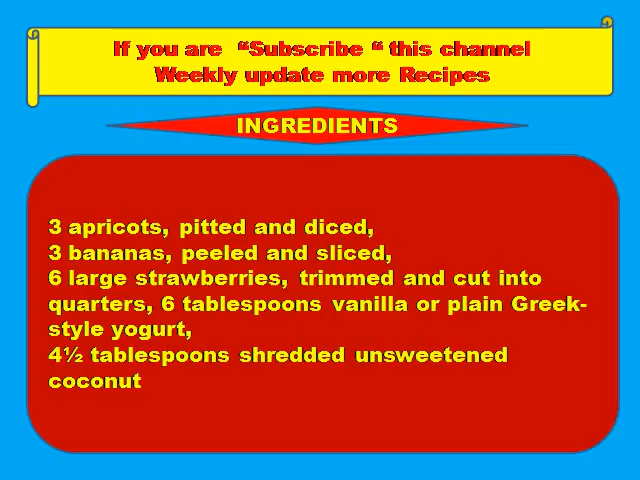 If you are “Subscribe “ this channel
Weekly update more Recipes
INGREDIENTS
3 apricots, pitted and diced,
3 bananas, peeled and sliced,
6 large strawberries, trimmed and cut into
quarters, 6 tablespoons vanilla or plain Greek-
style yogurt,
4½ tablespoons shredded unsweetened
coconut